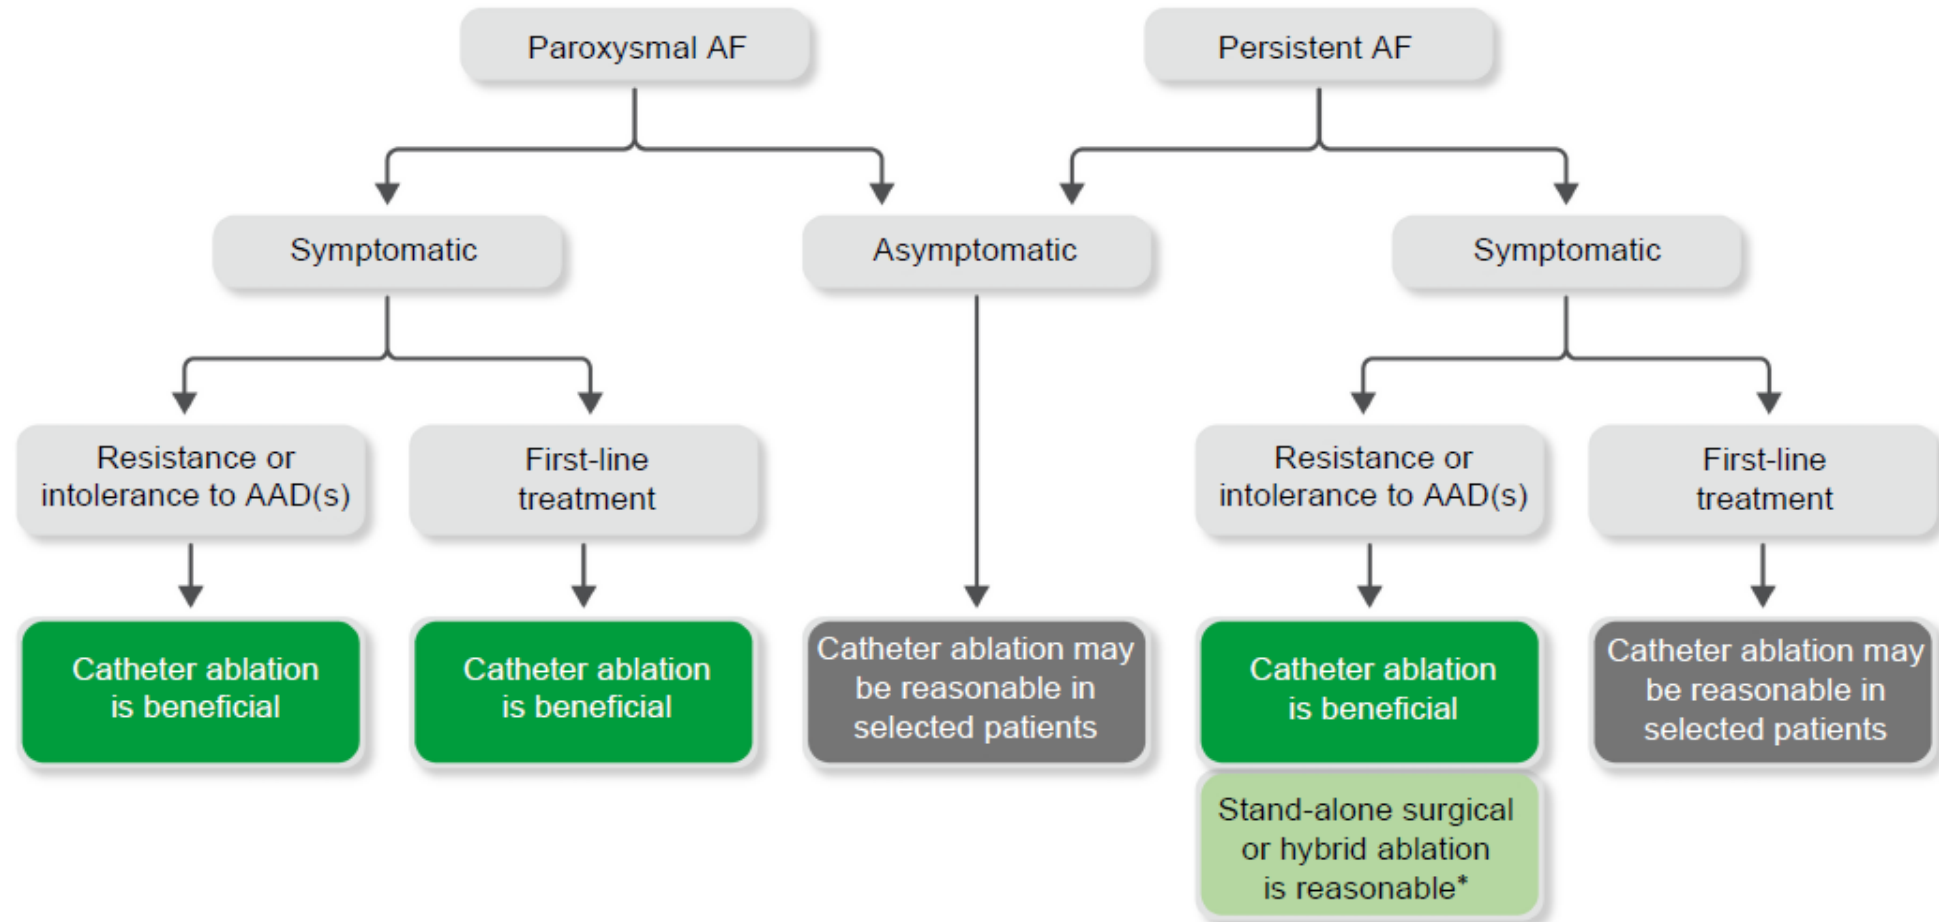 Paroxysmal AF
Persistent AF
Symptomatic
Asymptomatic
Symptomatic
Resistance or
intolerance to AAD(s)
First-line
treatment
Resistance or
intolerance to AAD(s)
First-line
treatment
Catheter ablation
is beneficial
Catheter ablation
is beneficial
Catheter ablation may
be reasonable in
selected patients
Catheter ablation
is beneficial
Catheter ablation may
be reasonable in
selected patients
Stand-alone surgical
or hybrid ablation
is reasonable*